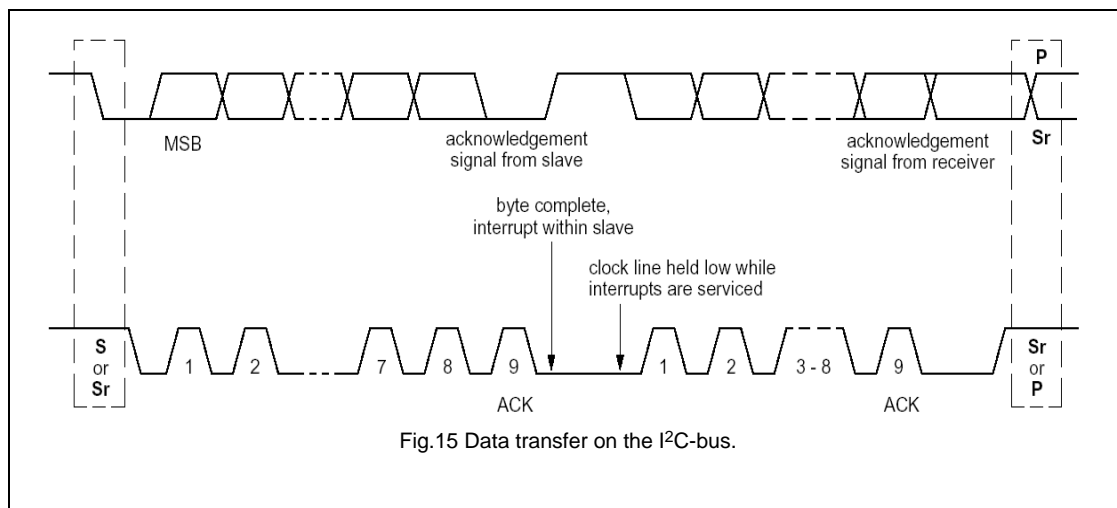 P
MSB
acknowledgement
signal from slave
acknowledgement
signal from receiver
Sr
byte complete,
interrupt within slave
clock line held low while
interrupts are serviced
S
or
Sr
1 2 7 8 9 1 2 3 - 8 9
Sr
or
P
ACK ACK
Fig.15 Data transfer on the I²C-bus.